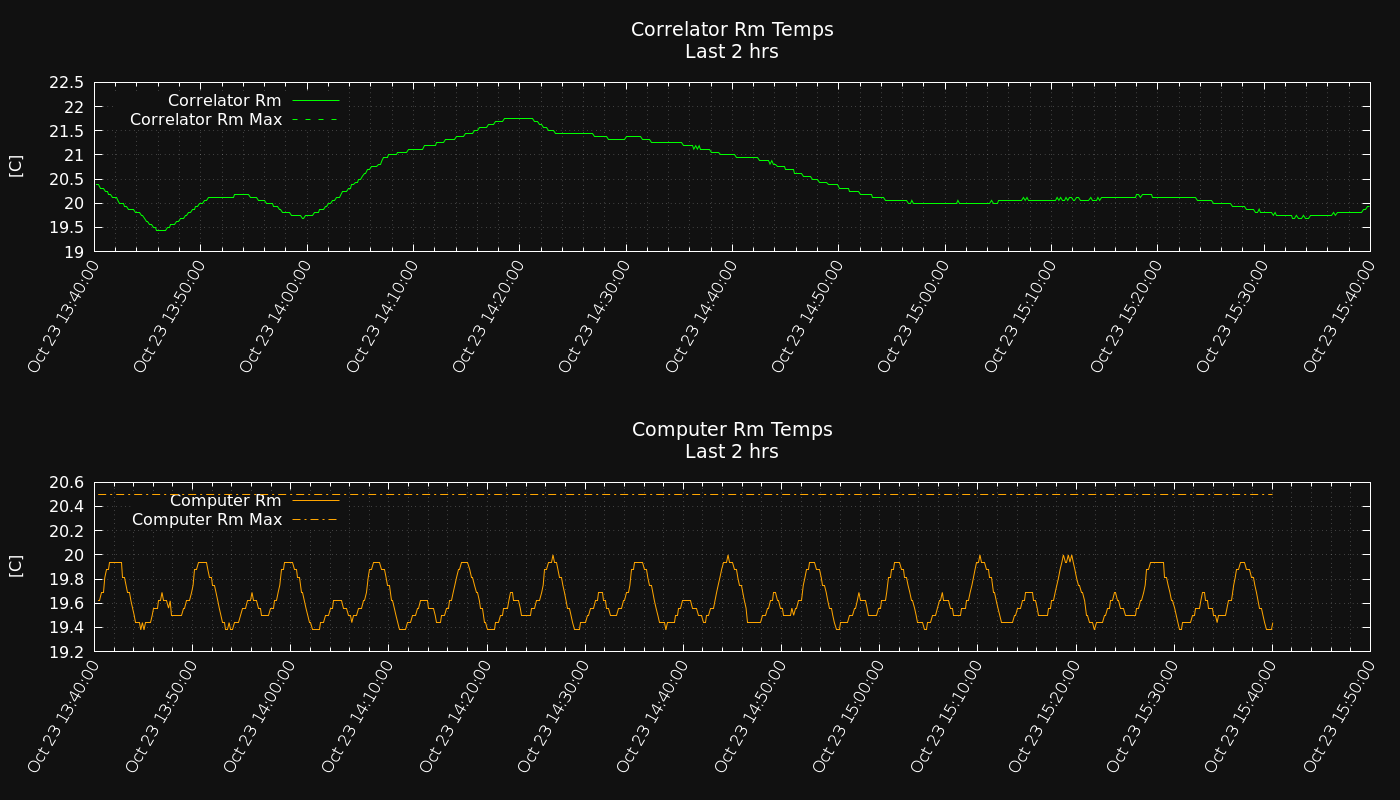 Correlator Rm Temps
Last 2 hrs
22.5
22
21.5
21
20.5
20
19.5
19
[C]
Correlator Rm
Correlator Rm Max
Oct 23 13:40:00
Oct 23 13:50:00
Oct 23 14:00:00
Oct 23 14:10:00
Oct 23 14:20:00
Oct 23 14:30:00
Oct 23 14:40:00
Oct 23 14:50:00
Oct 23 15:00:00
Oct 23 15:10:00
Oct 23 15:20:00
Oct 23 15:30:00
Oct 23 15:40:00
Computer Rm Temps
Last 2 hrs
20.6
20.4
20.2
20
19.8
19.6
19.4
19.2
[C]
Computer Rm
Computer Rm Max
Oct 23 13:40:00
Oct 23 13:50:00
Oct 23 14:00:00
Oct 23 14:10:00
Oct 23 14:20:00
Oct 23 14:30:00
Oct 23 14:40:00
Oct 23 14:50:00
Oct 23 15:00:00
Oct 23 15:10:00
Oct 23 15:20:00
Oct 23 15:30:00
Oct 23 15:40:00
Oct 23 15:50:00